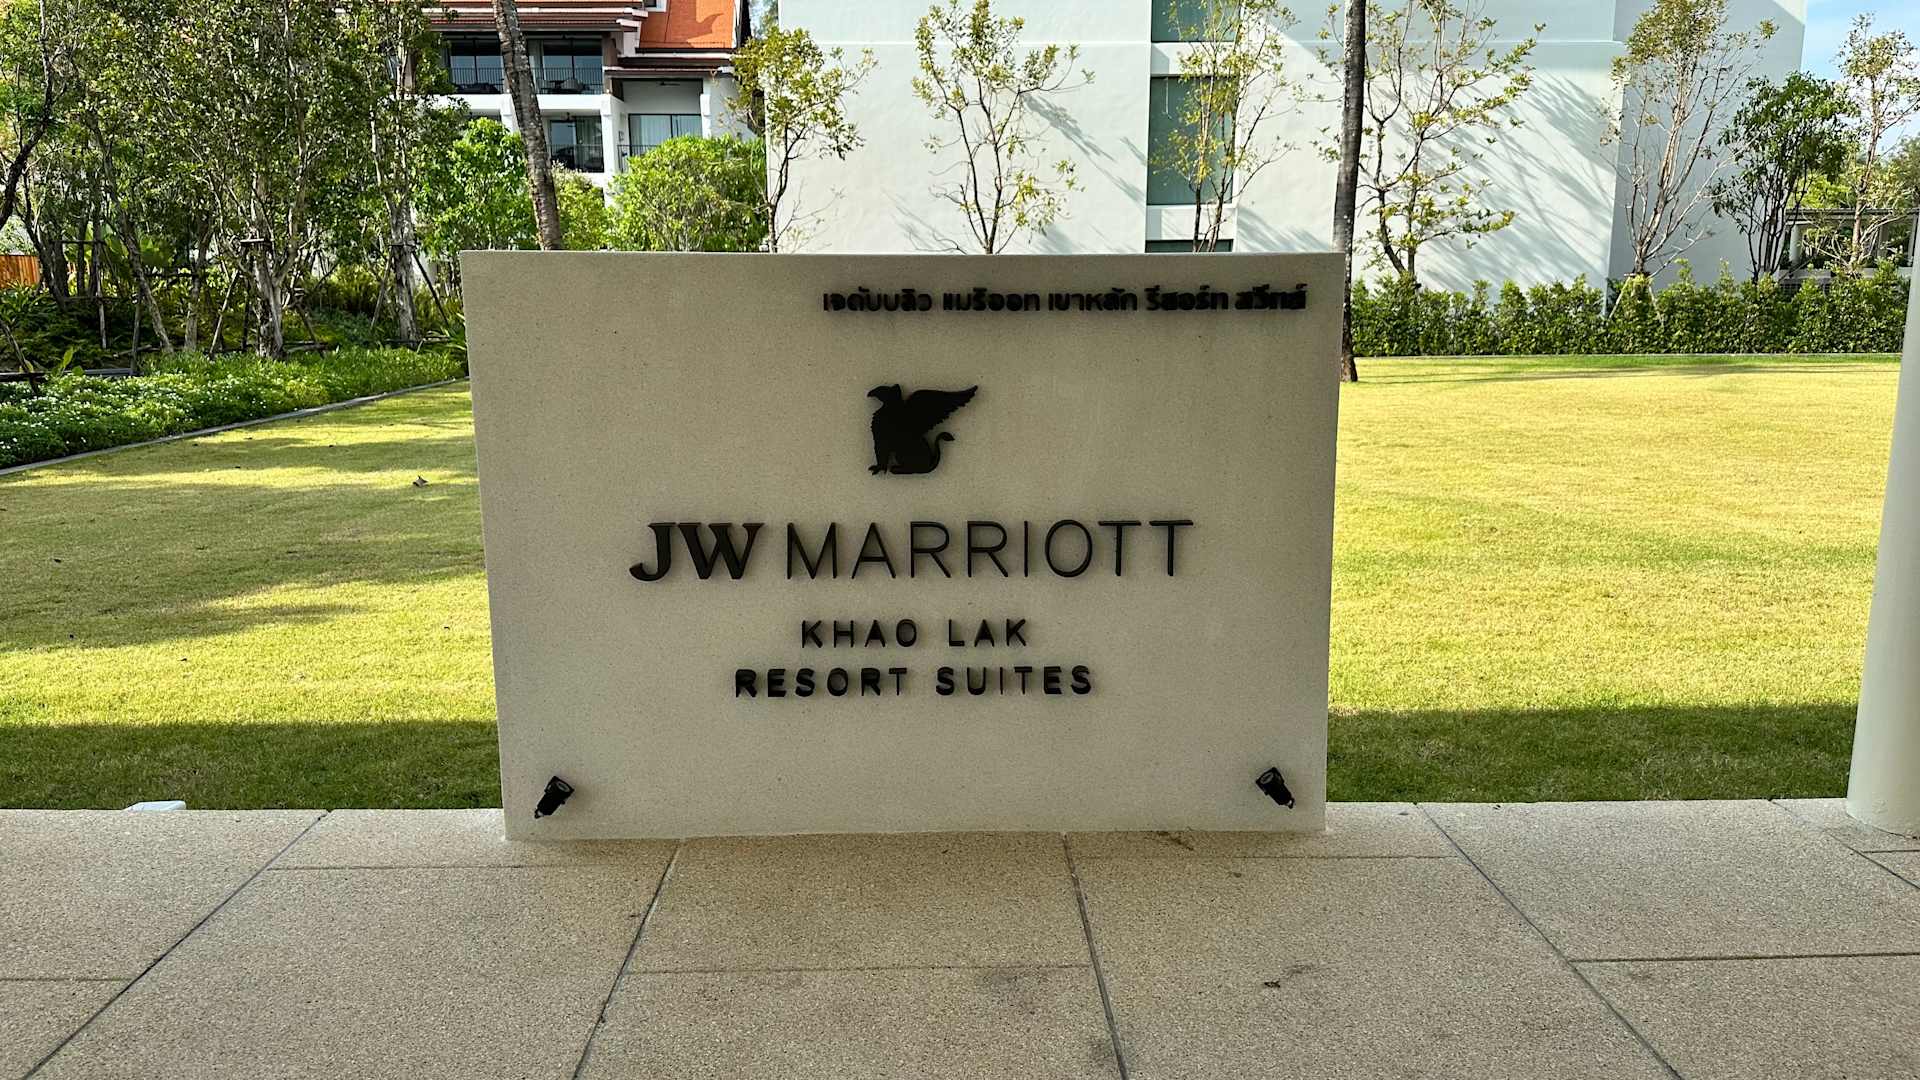 เจดับบลิว แมริออท เขาหลัก รีสอร์ท สวีทส์
JW MARRIOTT
KHAO LAK
RESORT SUITES